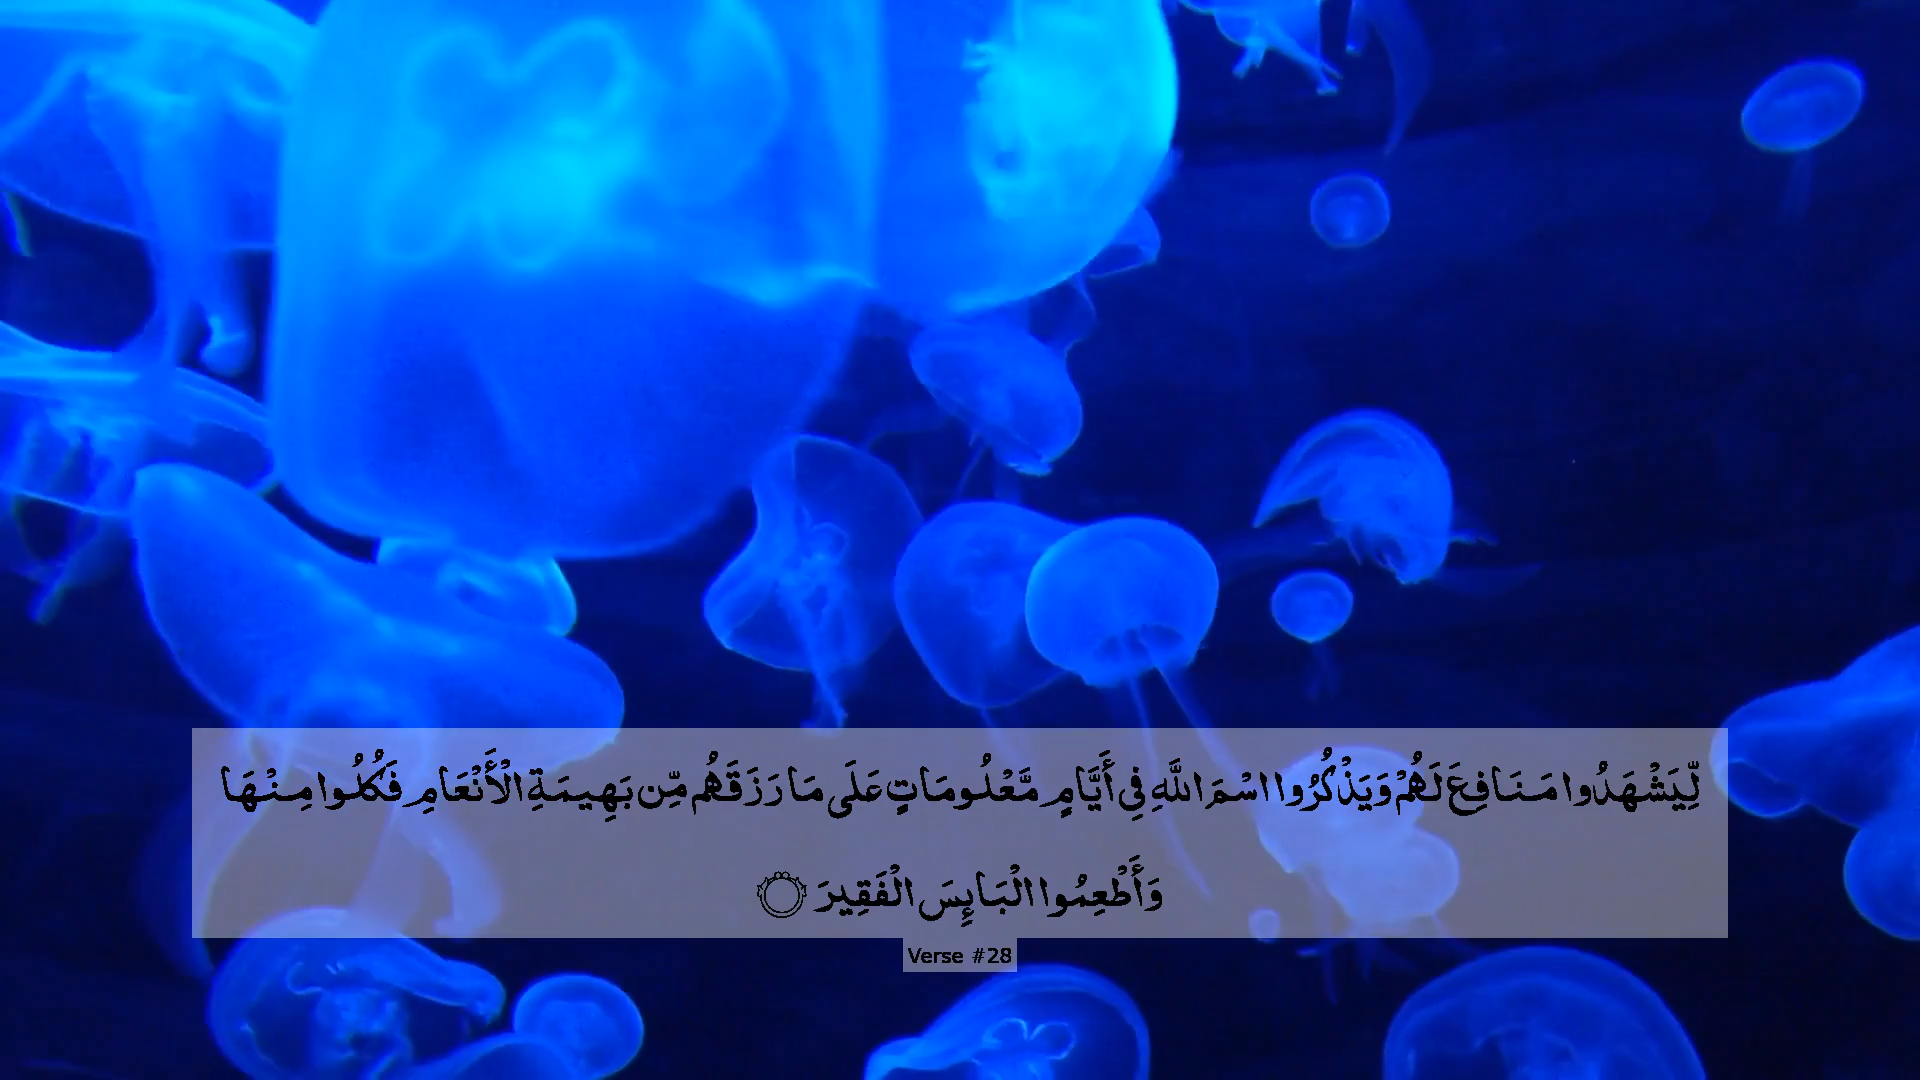 لِّيَشْهَدُوا مَنَافِعَ لَهُمْ وَيَذْكُرُوا اسْمَ اللَّهِ فِي أَيَّامٍ مَّعْلُومَاتٍ عَلَى مَا رَزَقَهُم مِّن بَهِيمَةِ الْأَنْعَامِ فَكُلُوا مِنْهَا
وَأَطْعِمُوا الْبَائِسَ الْفَقِيرَ ۝
Verse #28